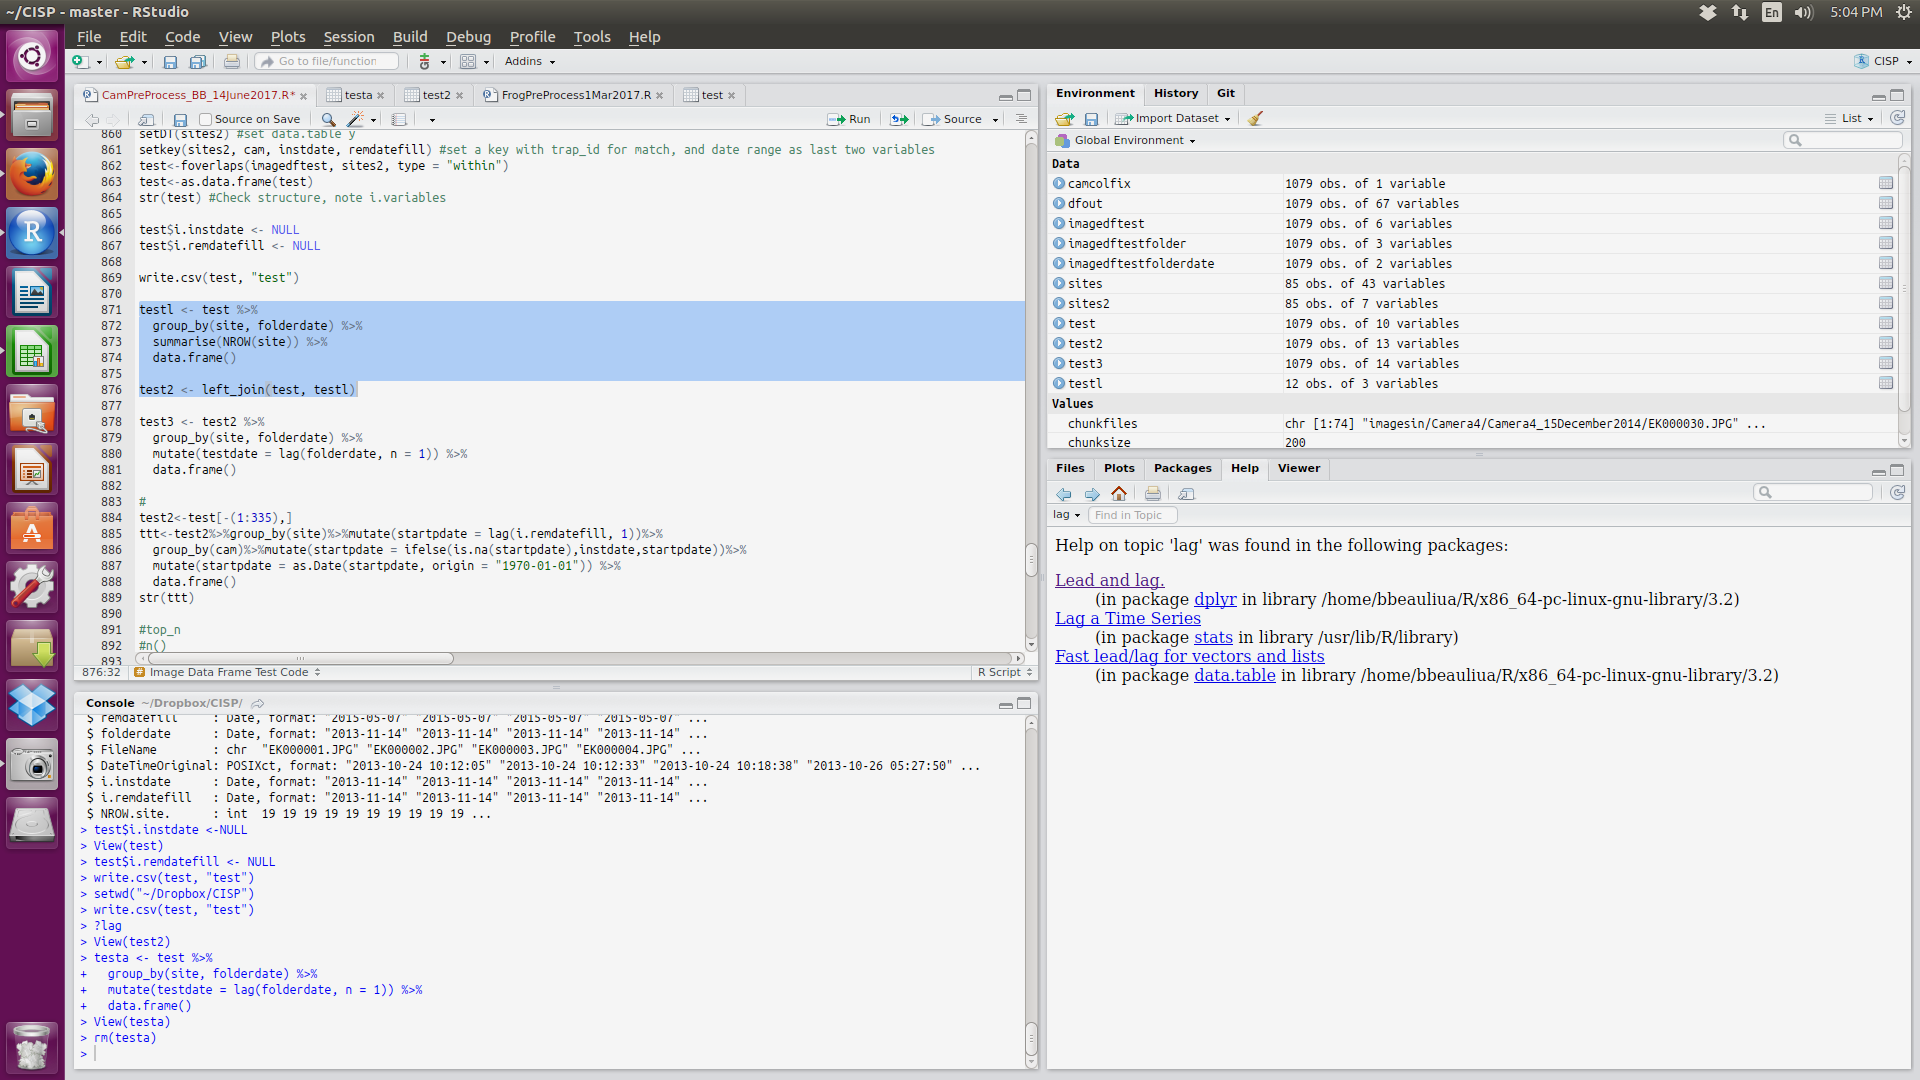 ~/CISP - master - RStudio
En
5:04 PM
File Edit Code View Plots Session Build Debug Profile Tools Help
Go to file/function
Addins
CISP
CamPreProcess_BB_14June2017.R* testa test2 FrogPreProcess1Mar2017.R test
Source on Save Run Source
860 setDT(sites2) #set data.table y
861 setkey(sites2, cam, instdate, remdatefill) #set a key with trap_id for match, and date range as last two variables
862 test<-foverlaps(imagedftest, sites2, type = "within")
863 test<-as.data.frame(test)
864 str(test) #Check structure, note i.variables
865
866 test$i.instdate <- NULL
867 test$i.remdatefill <- NULL
868
869 write.csv(test, "test")
870
871 testl <- test %>%
872 group_by(site, folderdate) %>%
873 summarise(NROW(site)) %>%
874 data.frame()
875
876 test2 <- left_join(test, testl)
877
878 test3 <- test2 %>%
879 group_by(site, folderdate) %>%
880 mutate(testdate = lag(folderdate, n = 1)) %>%
881 data.frame()
882
883 #
884 test2<-test[-(1:335),]
885 ttt<-test2%>%group_by(site)%>%mutate(startpdate = lag(i.remdatefill, 1))%>%
886 group_by(cam)%>%mutate(startpdate = ifelse(is.na(startpdate),instdate,startpdate))%>%
887 mutate(startpdate = as.Date(startpdate, origin = "1970-01-01")) %>%
888 data.frame()
889 str(ttt)
890
891 #top_n
892 #n()
893
876:32 Image Data Frame Test Code R Script
Console ~/Dropbox/CISP/
$ remdatefill : Date, format: "2015-05-07" "2015-05-07" "2015-05-07" "2015-05-07" ...
$ folderdate : Date, format: "2013-11-14" "2013-11-14" "2013-11-14" "2013-11-14" ...
$ FileName : chr "EK000001.JPG" "EK000002.JPG" "EK000003.JPG" "EK000004.JPG" ...
$ DateTimeOriginal: POSIXct, format: "2013-10-24 10:12:05" "2013-10-24 10:12:33" "2013-10-24 10:18:38" "2013-10-26 05:27:50" ...
$ i.instdate : Date, format: "2013-11-14" "2013-11-14" "2013-11-14" "2013-11-14" ...
$ i.remdatefill : Date, format: "2013-11-14" "2013-11-14" "2013-11-14" "2013-11-14" ...
$ NROW.site. : int 19 19 19 19 19 19 19 19 19 19 ...
> test$i.instdate <-NULL
> View(test)
> test$i.remdatefill <- NULL
> write.csv(test, "test")
> setwd("~/Dropbox/CISP")
> write.csv(test, "test")
> ?lag
> View(test2)
> testa <- test %>%
+ group_by(site, folderdate) %>%
+ mutate(testdate = lag(folderdate, n = 1)) %>%
+ data.frame()
> View(testa)
> rm(testa)
>
Environment History Git
Import Dataset List
Global Environment
Data
camcolfix 1079 obs. of 1 variable
dfout 1079 obs. of 67 variables
imagedftest 1079 obs. of 6 variables
imagedftestfolder 1079 obs. of 3 variables
imagedftestfolderdate 1079 obs. of 2 variables
sites 85 obs. of 43 variables
sites2 85 obs. of 7 variables
test 1079 obs. of 10 variables
test2 1079 obs. of 13 variables
test3 1079 obs. of 14 variables
testl 12 obs. of 3 variables
Values
chunkfiles chr [1:74] "imagesin/Camera4/Camera4_15December2014/EK000030.JPG" ...
chunksize 200
Files Plots Packages Help Viewer
lag Find in Topic
Help on topic 'lag' was found in the following packages:
Lead and lag.
(in package dplyr in library /home/bbeauliua/R/x86_64-pc-linux-gnu-library/3.2)
Lag a Time Series
(in package stats in library /usr/lib/R/library)
Fast lead/lag for vectors and lists
(in package data.table in library /home/bbeauliua/R/x86_64-pc-linux-gnu-library/3.2)